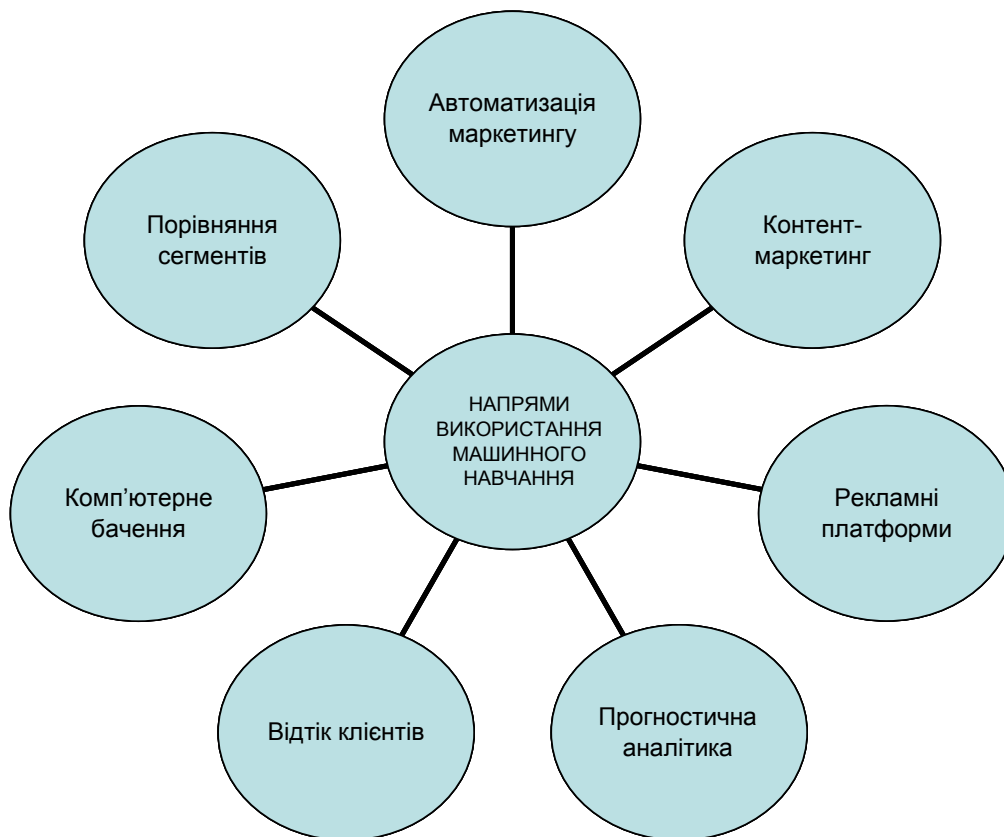 Автоматизація
маркетингу
Порівняння
сегментів
Контент-
маркетинг
НАПРЯМИ
ВИКОРИСТАННЯ
МАШИННОГО
НАВЧАННЯ
Комп’ютерне
бачення
Рекламні
платформи
Відтік клієнтів
Прогностична
аналітика